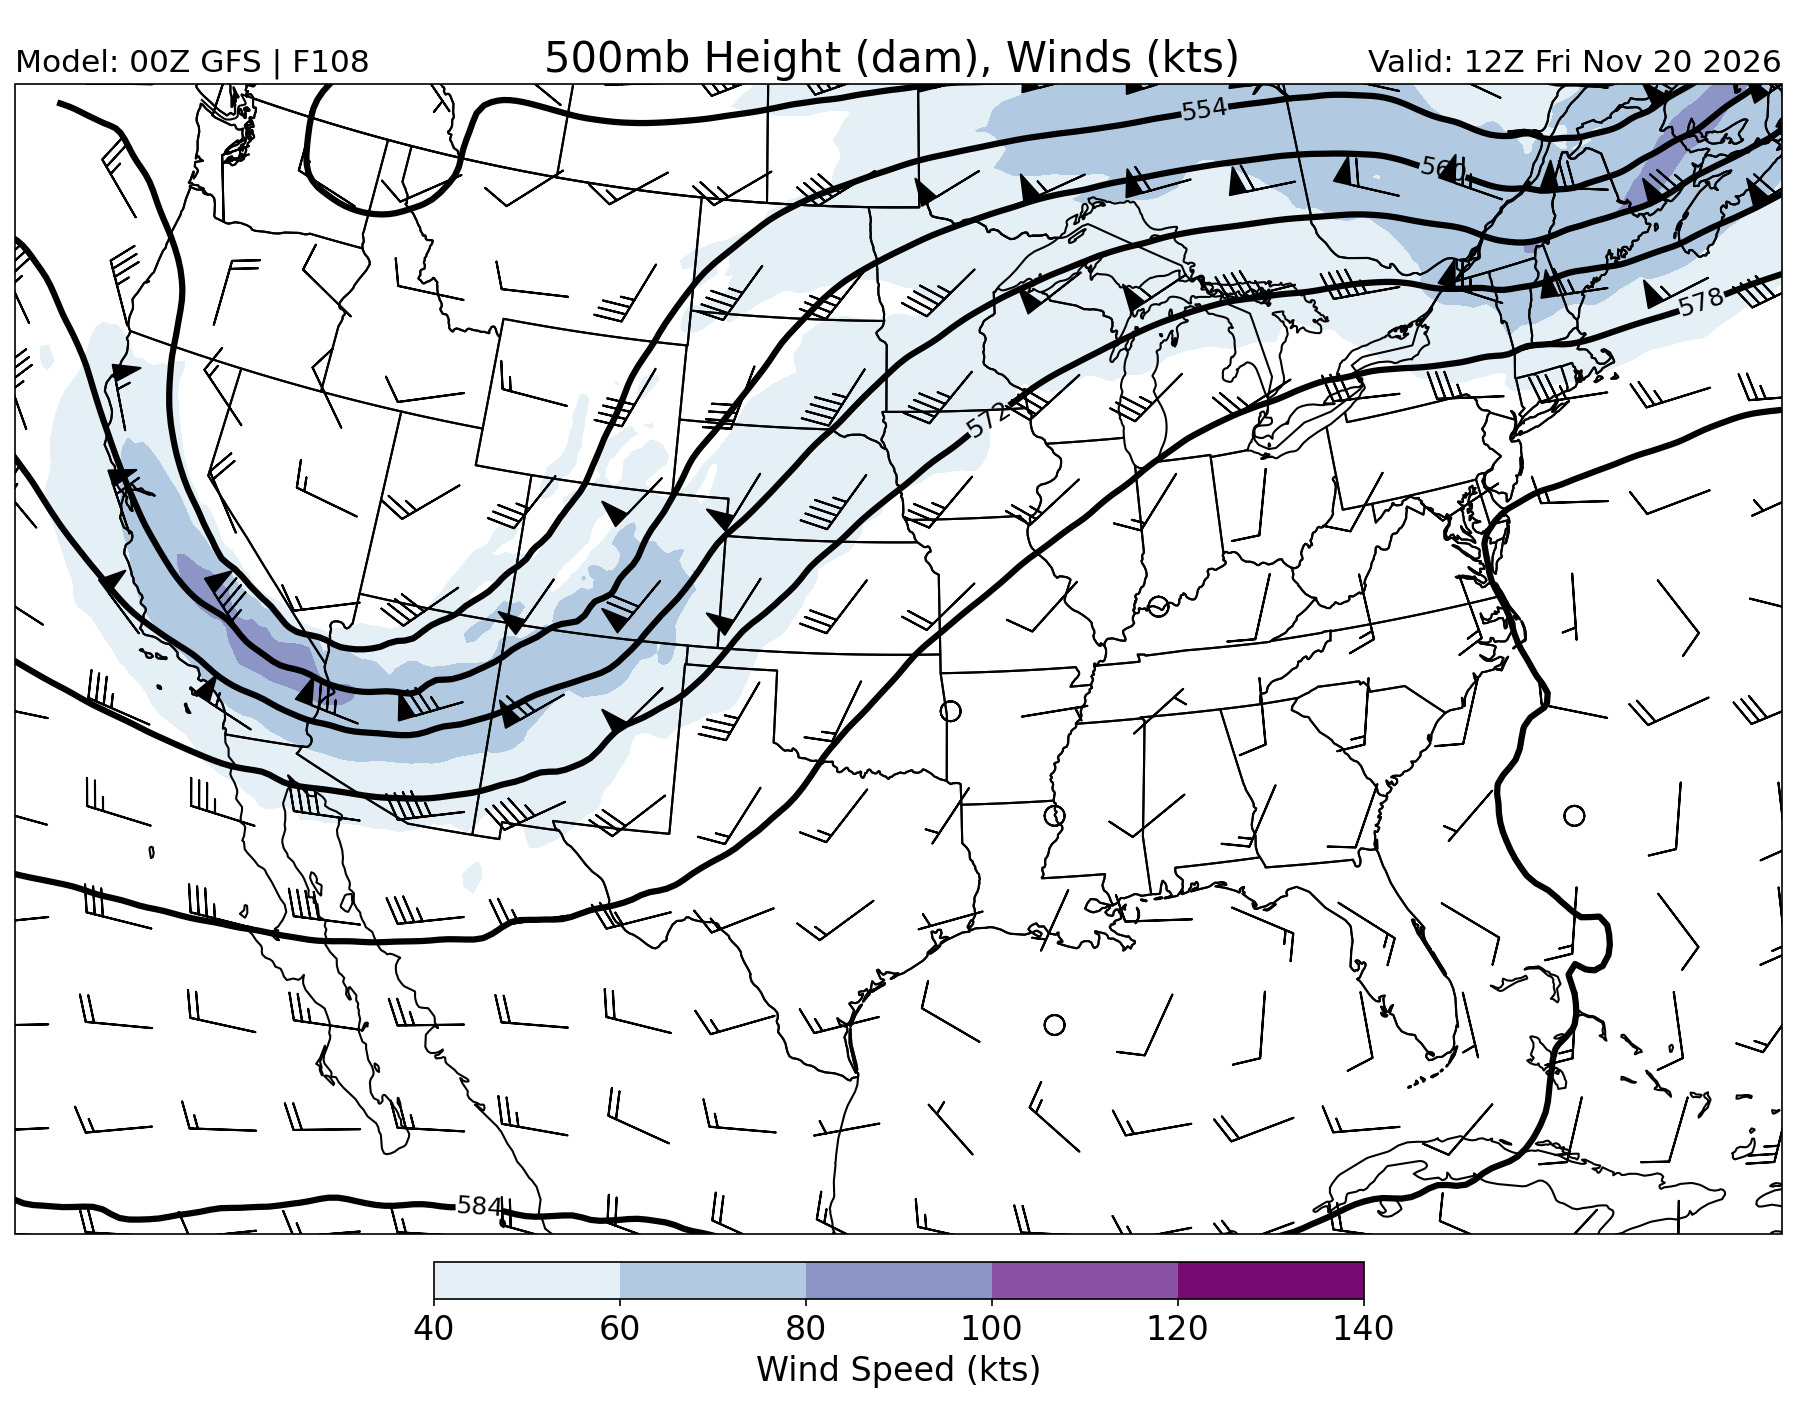 Model: 00Z GFS | F108
500mb Height (dam), Winds (kts)
Valid: 12Z Fri Nov 20 2026
554
560
578
572
584
40 60 80 100 120 140
Wind Speed (kts)